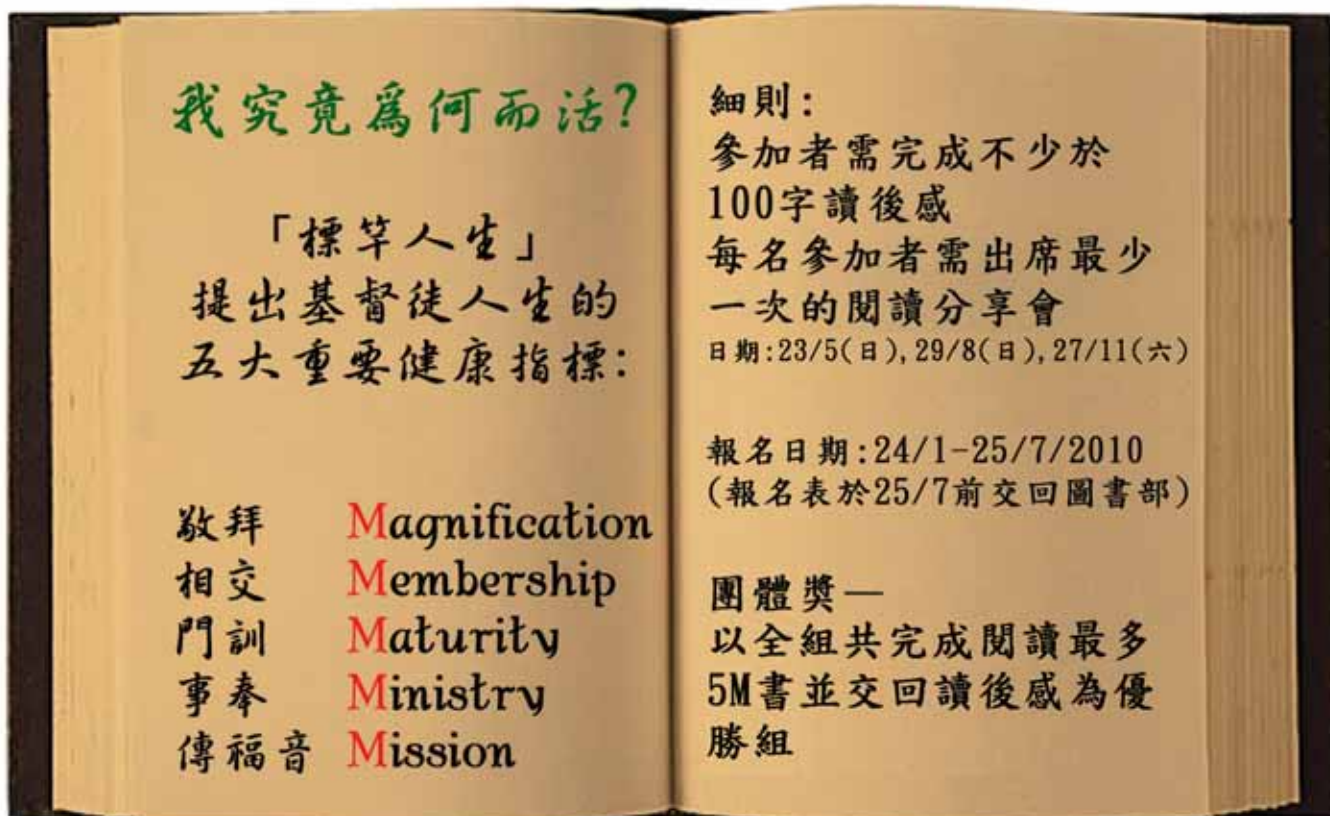 我究竟為何而活?
「標竿人生」
提出基督徒人生的
五大重要健康指標:
敬拜 Magnification
相交 Membership
門訓 Maturity
事奉 Ministry
傳福音 Mission
細則:
參加者需完成不少於
100字讀後感
每名參加者需出席最少
一次的閱讀分享會
日期:23/5(日),29/8(日),27/11(六)
報名日期:24/1-25/7/2010
(報名表於25/7前交回圖書部)
團體獎—
以全組共完成閱讀最多
5M書並交回讀後感為優
勝組